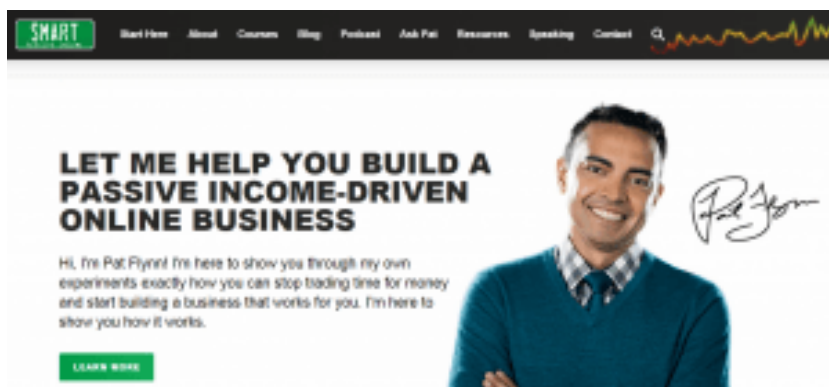 SMART
Start Here About Courses Blog Podcast Ask Pat Resources Speaking Contact
LET ME HELP YOU BUILD A
PASSIVE INCOME-DRIVEN
ONLINE BUSINESS
Pat Flynn
Hi, I'm Pat Flynn! I'm here to show you through my own
experiments exactly how you can stop trading time for money
and start building a business that works for you. I'm here to
show you how it works.
LEARN MORE